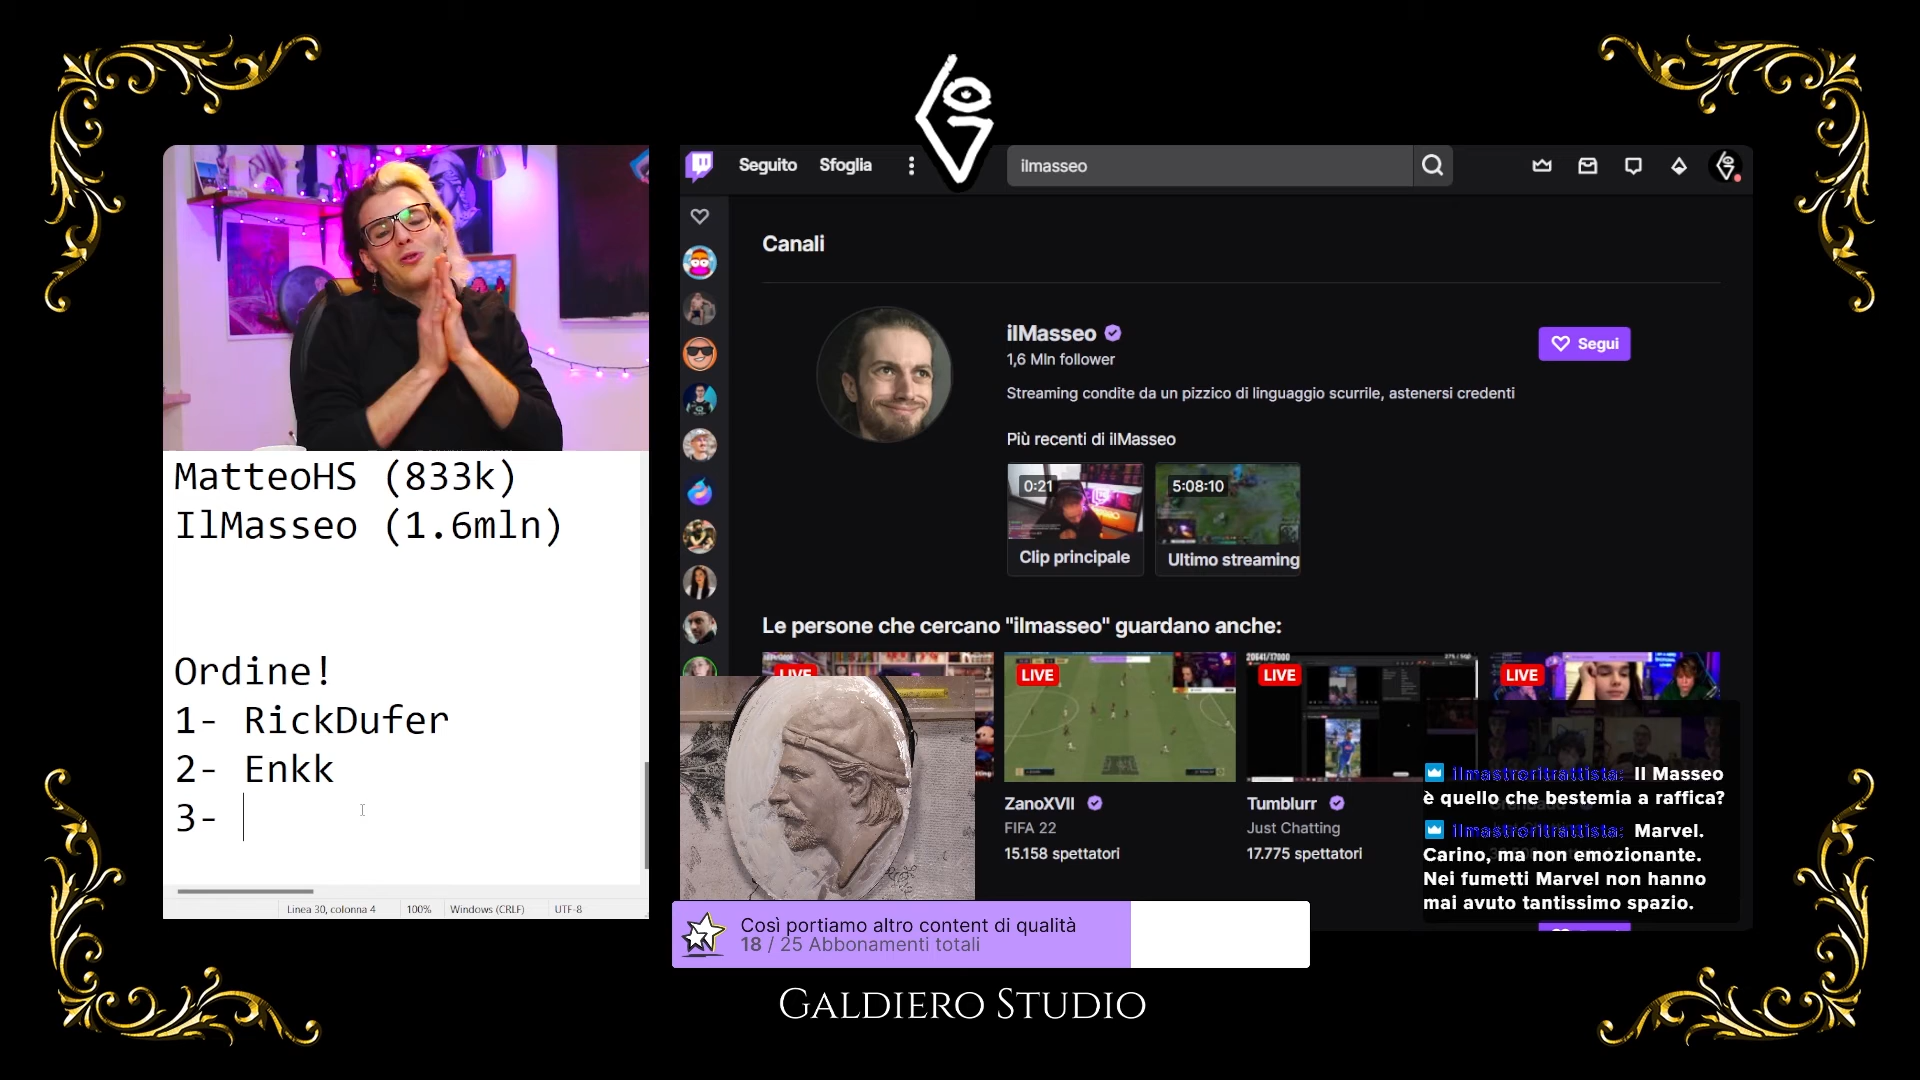 Seguito
Sfoglia
ilmasseo
Canali
ilMasseo
1,6 Mln follower
Segui
Streaming condite da un pizzico di linguaggio scurrile, astenersi credenti
Più recenti di ilMasseo
0:21
5:08:10
Clip principale
Ultimo streaming
MatteoHS (833k)
IlMasseo (1.6mln)
Ordine!
1- RickDufer
2- Enkk
3-
Linea 30, colonna 4
100%
Windows (CRLF)
UTF-8
Le persone che cercano "ilmasseo" guardano anche:
LIVE
LIVE
LIVE
LIVE
ZanoXVII
FIFA 22
15.158 spettatori
Tumblurr
Just Chatting
17.775 spettatori
ilmastroritrattista: Il Masseo
è quello che bestemia a raffica?
ilmastroritrattista: Marvel.
Carino, ma non emozionante.
Nei fumetti Marvel non hanno
mai avuto tantissimo spazio.
Così portiamo altro content di qualità
18 / 25 Abbonamenti totali
Galdiero Studio